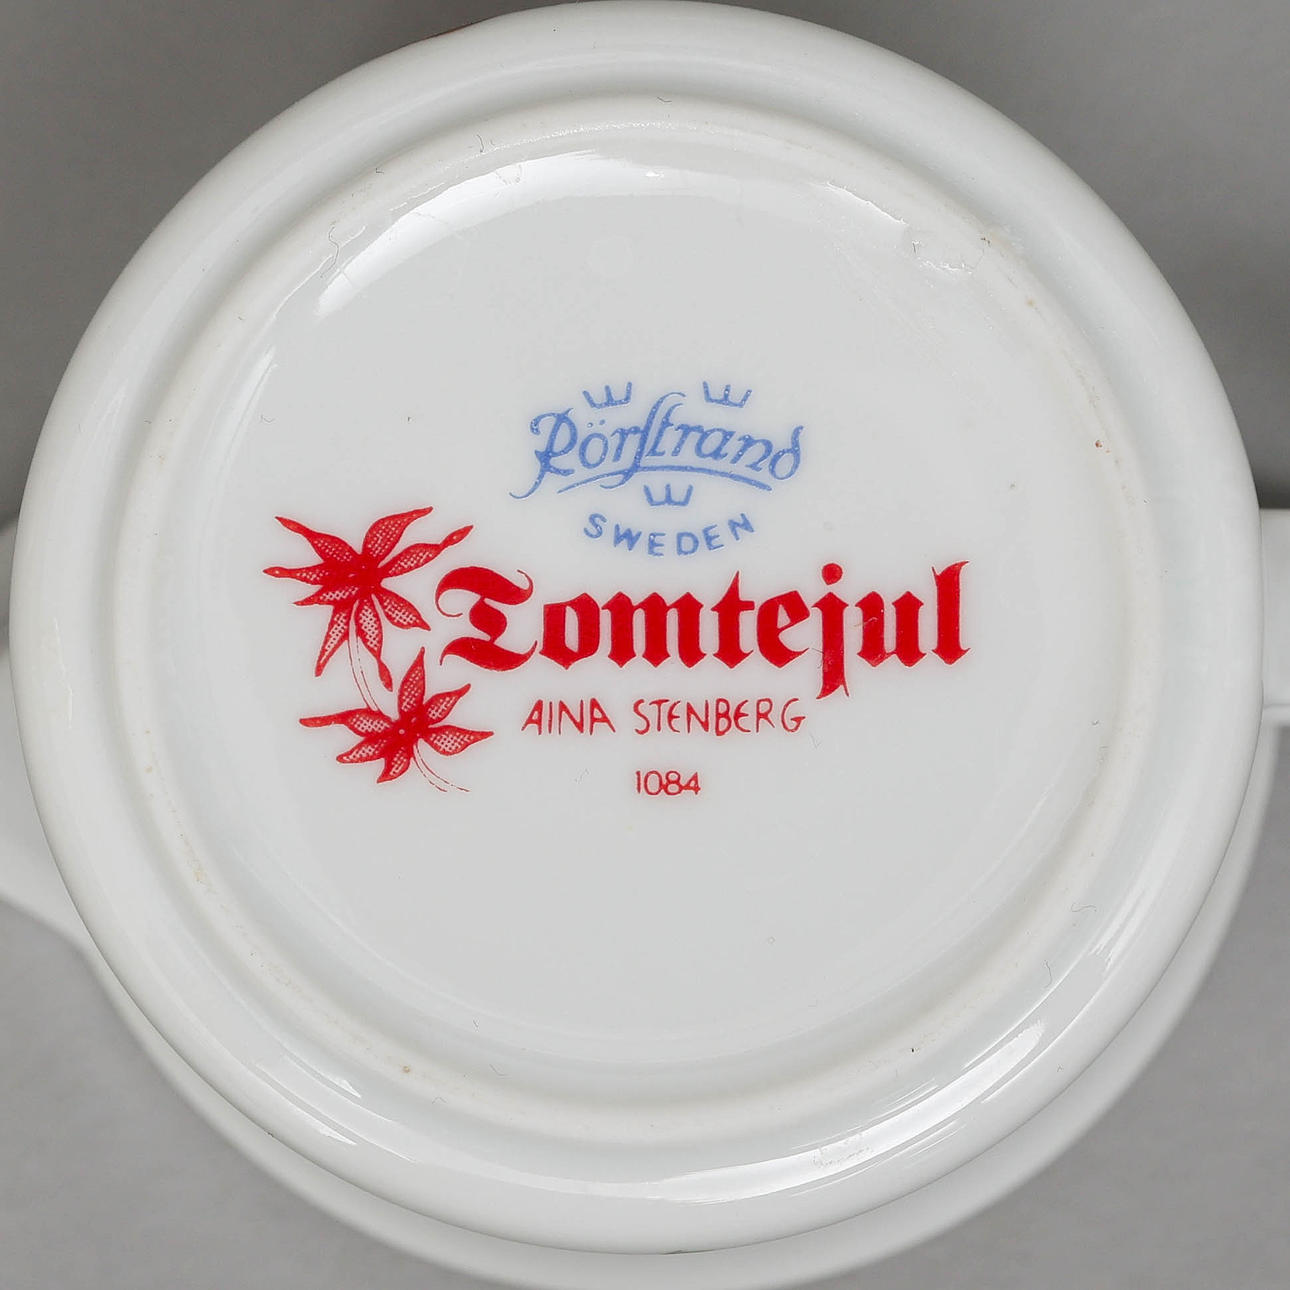 Rörstrand
SWEDEN
Tomtejul
AINA STENBERG
1084